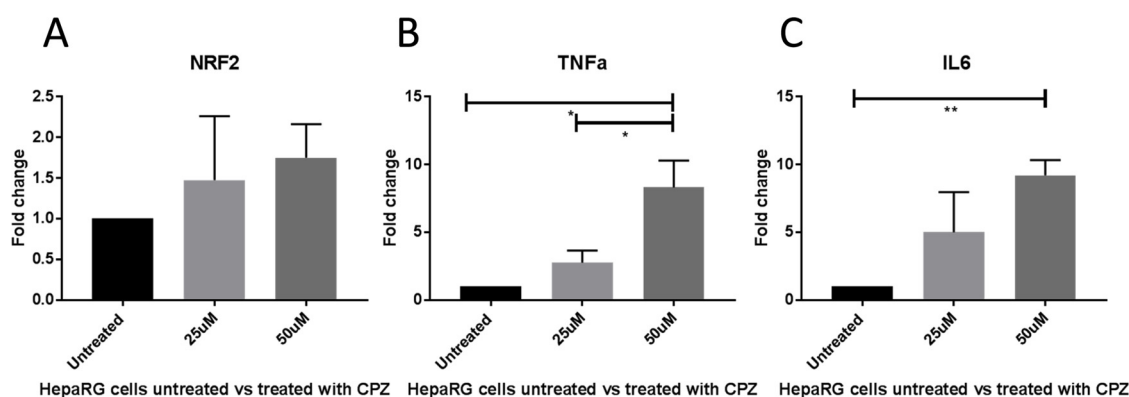 A
NRF2
Fold change
2.5
2.0
1.5
1.0
0.5
0.0
Untreated
25uM
50uM
HepaRG cells untreated vs treated with CPZ
B
TNFa
Fold change
15
10
5
0
*
*
Untreated
25uM
50uM
HepaRG cells untreated vs treated with CPZ
C
IL6
Fold change
15
10
5
0
**
Untreated
25uM
50uM
HepaRG cells untreated vs treated with CPZ